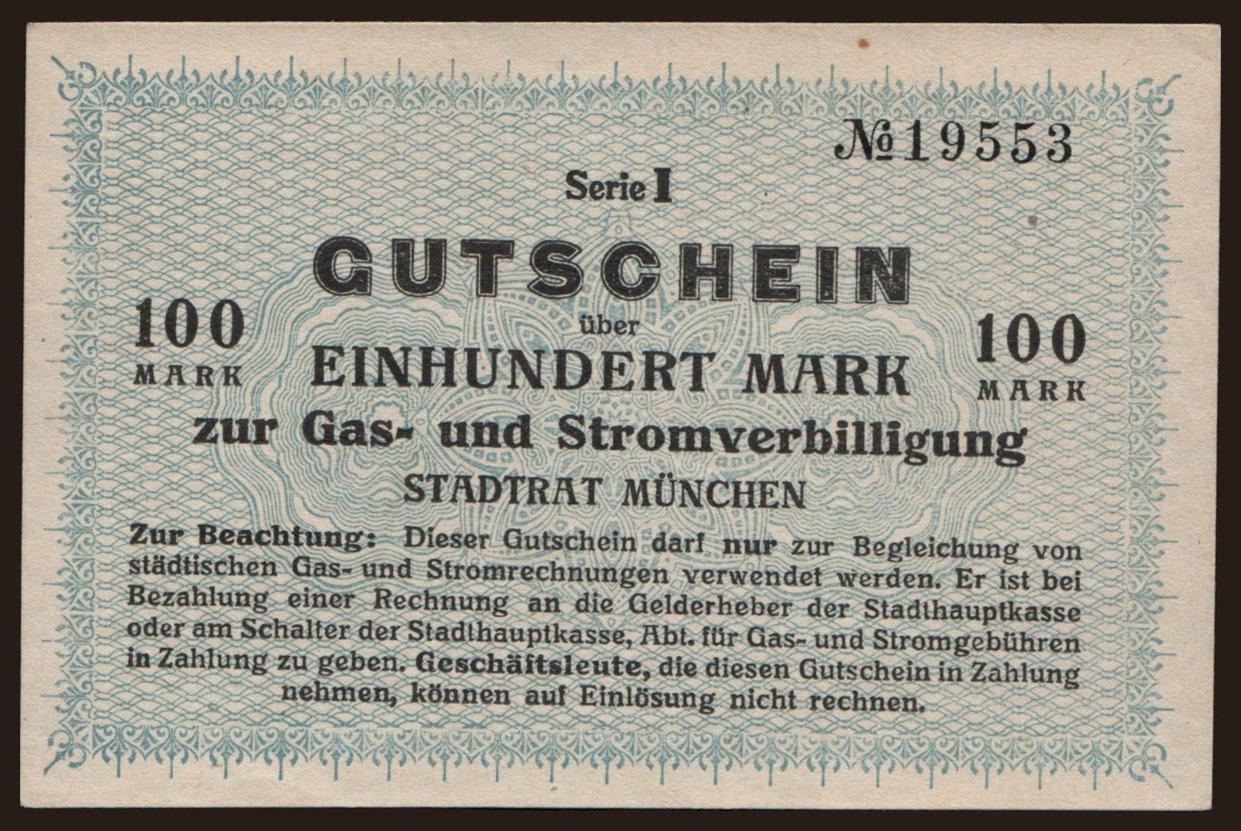 № 19553
Serie I
GUTSCHEIN
über
100 MARK
EINHUNDERT MARK
100 MARK
zur Gas- und Stromverbilligung
STADTRAT MÜNCHEN
Zur Beachtung: Dieser Gutschein darf nur zur Begleichung von
städtischen Gas- und Stromrechnungen verwendet werden. Er ist bei
Bezahlung einer Rechnung an die Gelderheber der Stadthauptkasse
oder am Schalter der Stadthauptkasse, Abt. für Gas- und Stromgebühren
in Zahlung zu geben. Geschäftsleute, die diesen Gutschein in Zahlung
nehmen, können auf Einlösung nicht rechnen.